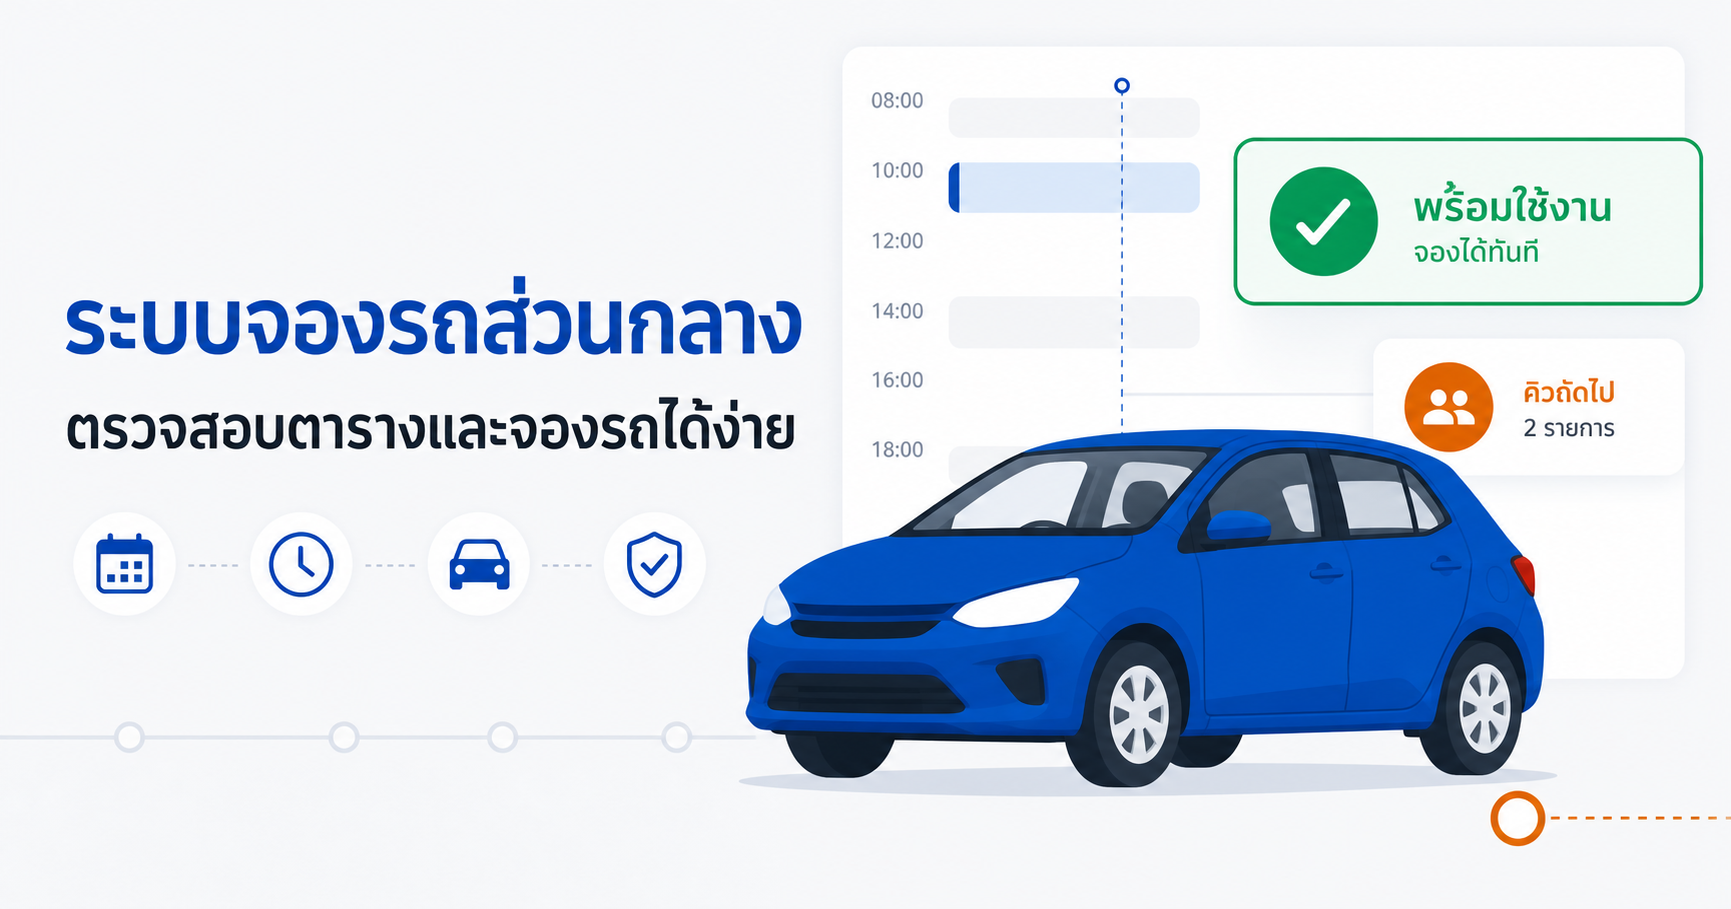 ระบบจองรถส่วนกลาง
ตรวจสอบตารางและจองรถได้ง่าย
08:00
10:00
12:00
14:00
16:00
18:00
พร้อมใช้งาน
จองได้ทันที
คิวถัดไป
2 รายการ